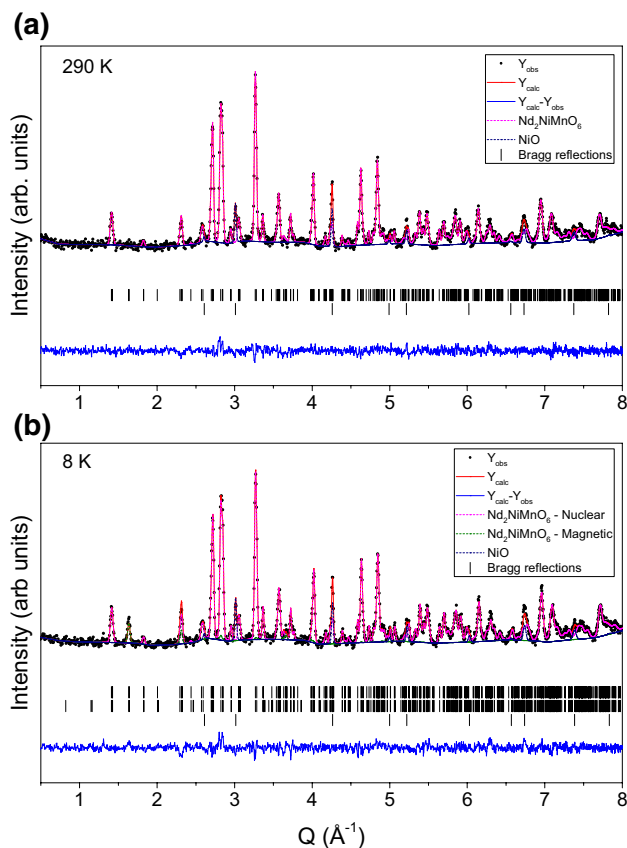 (a)
290 K
Y_obs
Y_calc
Y_calc-Y_obs
Nd₂NiMnO₆
NiO
Bragg reflections
Intensity (arb. units)
1 2 3 4 5 6 7 8
(b)
8 K
Y_obs
Y_calc
Y_calc-Y_obs
Nd₂NiMnO₆ - Nuclear
Nd₂NiMnO₆ - Magnetic
NiO
Bragg reflections
Intensity (arb units)
1 2 3 4 5 6 7 8
Q (Å⁻¹)